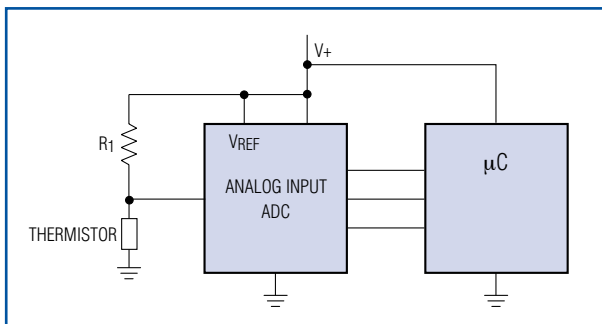 V+
R1
VREF
ANALOG INPUT
ADC
μC
THERMISTOR